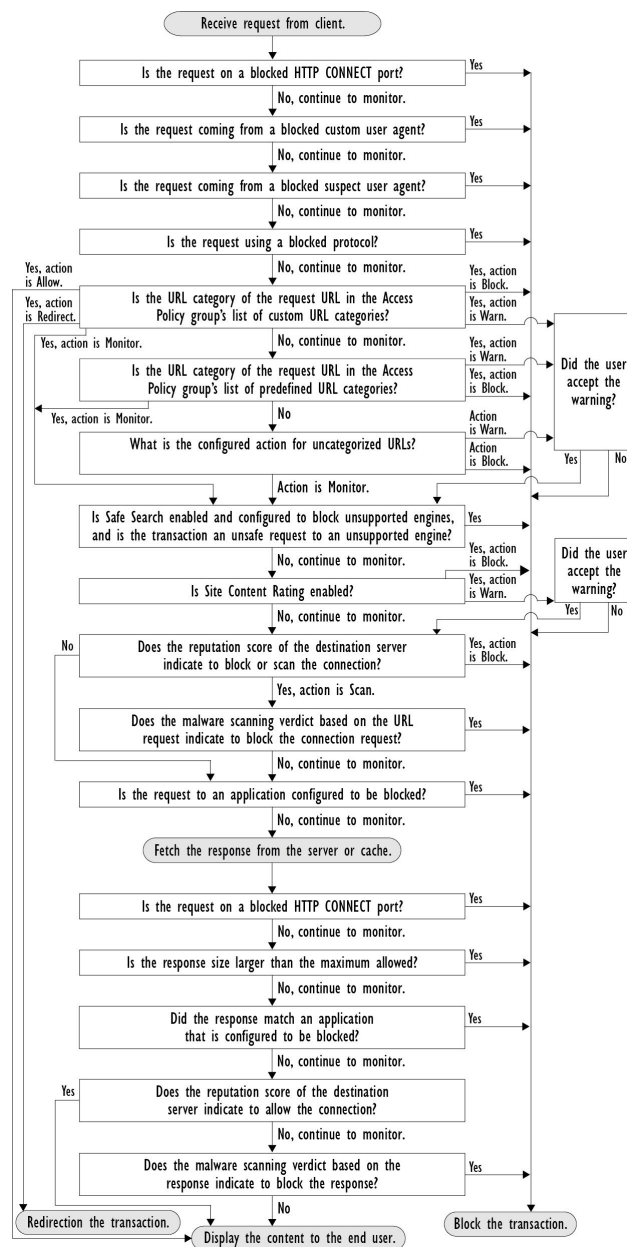 Receive request from client.
Is the request on a blocked HTTP CONNECT port?
Yes
No, continue to monitor.
Is the request coming from a blocked custom user agent?
Yes
No, continue to monitor.
Is the request coming from a blocked suspect user agent?
Yes
No, continue to monitor.
Is the request using a blocked protocol?
Yes
No, continue to monitor.
Yes, action
is Allow.
Yes, action
is Redirect.
Is the URL category of the request URL in the Access
Policy group's list of custom URL categories?
Yes, action
is Block.
Yes, action
is Warn.
Yes, action is Monitor.
No, continue to monitor.
Is the URL category of the request URL in the Access
Policy group's list of predefined URL categories?
Yes, action
is Warn.
Yes, action
is Block.
Did the user
accept the
warning?
Yes, action is Monitor.
No
What is the configured action for uncategorized URLs?
Action
is Warn.
Action
is Block.
Yes
No
Action is Monitor.
Is Safe Search enabled and configured to block unsupported engines,
and is the transaction an unsafe request to an unsupported engine?
Yes
No, continue to monitor.
Yes, action
is Block.
Is Site Content Rating enabled?
Yes, action
is Warn.
Did the user
accept the
warning?
Yes
No
No, continue to monitor.
No
Does the reputation score of the destination server
indicate to block or scan the connection?
Yes, action
is Block.
Yes, action is Scan.
Does the malware scanning verdict based on the URL
request indicate to block the connection request?
Yes
No, continue to monitor.
Is the request to an application configured to be blocked?
Yes
No, continue to monitor.
Fetch the response from the server or cache.
Is the request on a blocked HTTP CONNECT port?
Yes
No, continue to monitor.
Is the response size larger than the maximum allowed?
Yes
No, continue to monitor.
Did the response match an application
that is configured to be blocked?
Yes
No, continue to monitor.
Yes
Does the reputation score of the destination
server indicate to allow the connection?
No, continue to monitor.
Does the malware scanning verdict based on the
response indicate to block the response?
Yes
No
Redirection the transaction.
Display the content to the end user.
Block the transaction.